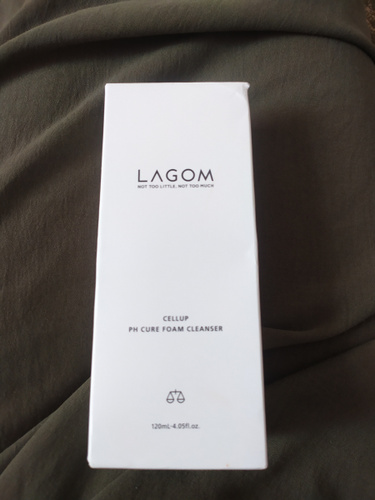 LAGOM
NOT TOO LITTLE, NOT TOO MUCH
CELLUP
PH CURE FOAM CLEANSER
120mL·4.05fl.oz.